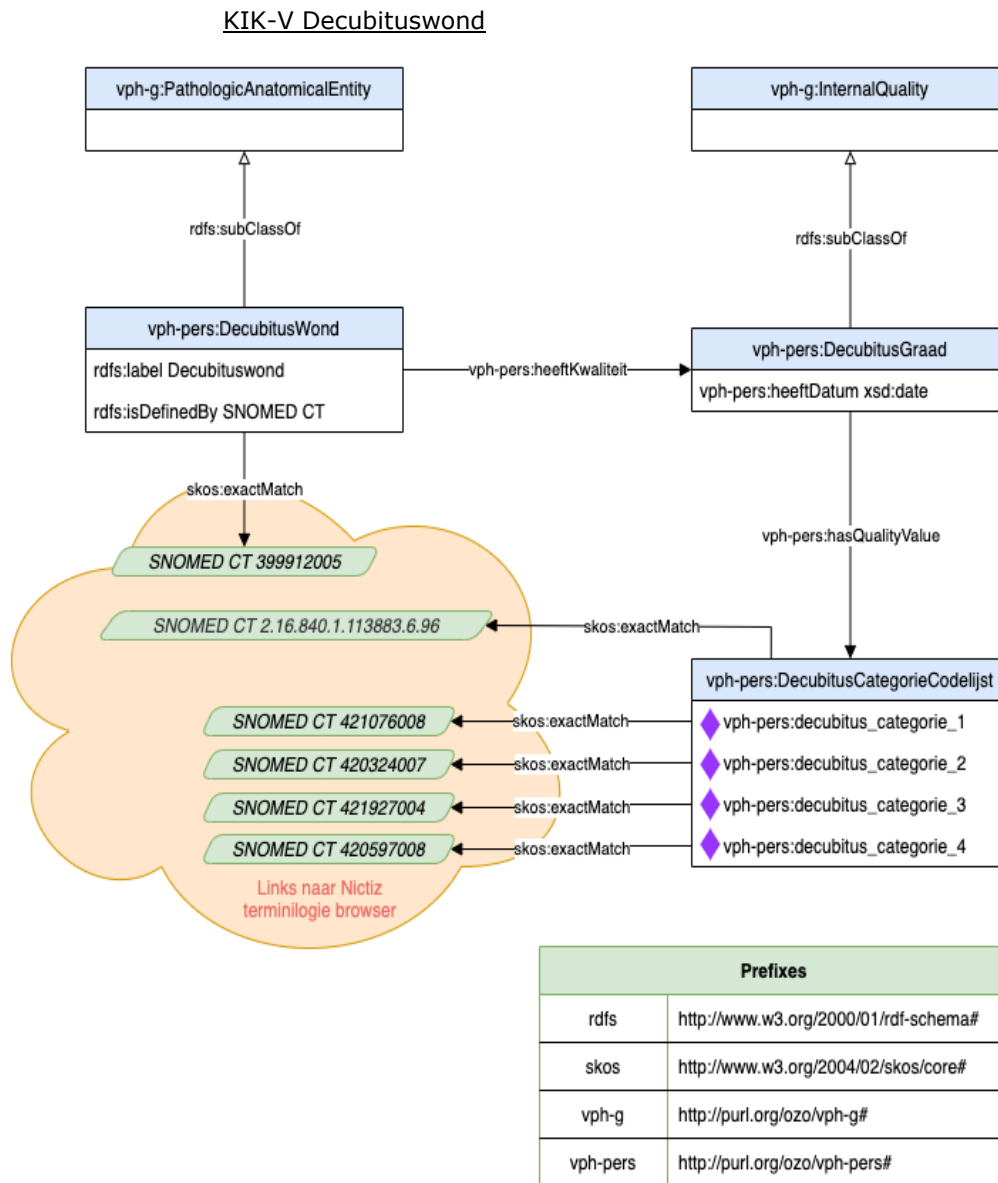 KIK-V Decubituswond
vph-g:PathologicAnatomicalEntity
vph-g:InternalQuality
rdfs:subClassOf
rdfs:subClassOf
vph-pers:DecubitusWond
rdfs:label Decubituswond
rdfs:isDefinedBy SNOMED CT
vph-pers:heeftKwaliteit
vph-pers:DecubitusGraad
vph-pers:heeftDatum xsd:date
skos:exactMatch
vph-pers:hasQualityValue
SNOMED CT 399912005
SNOMED CT 2.16.840.1.113883.6.96
skos:exactMatch
vph-pers:DecubitusCategorieCodelijst
SNOMED CT 421076008
skos:exactMatch
vph-pers:decubitus_categorie_1
SNOMED CT 420324007
skos:exactMatch
vph-pers:decubitus_categorie_2
SNOMED CT 421927004
skos:exactMatch
vph-pers:decubitus_categorie_3
SNOMED CT 420597008
skos:exactMatch
vph-pers:decubitus_categorie_4
Links naar Nictiz
terminilogie browser
Prefixes
rdfs http://www.w3.org/2000/01/rdf-schema#
skos http://www.w3.org/2004/02/skos/core#
vph-g http://purl.org/ozo/vph-g#
vph-pers http://purl.org/ozo/vph-pers#